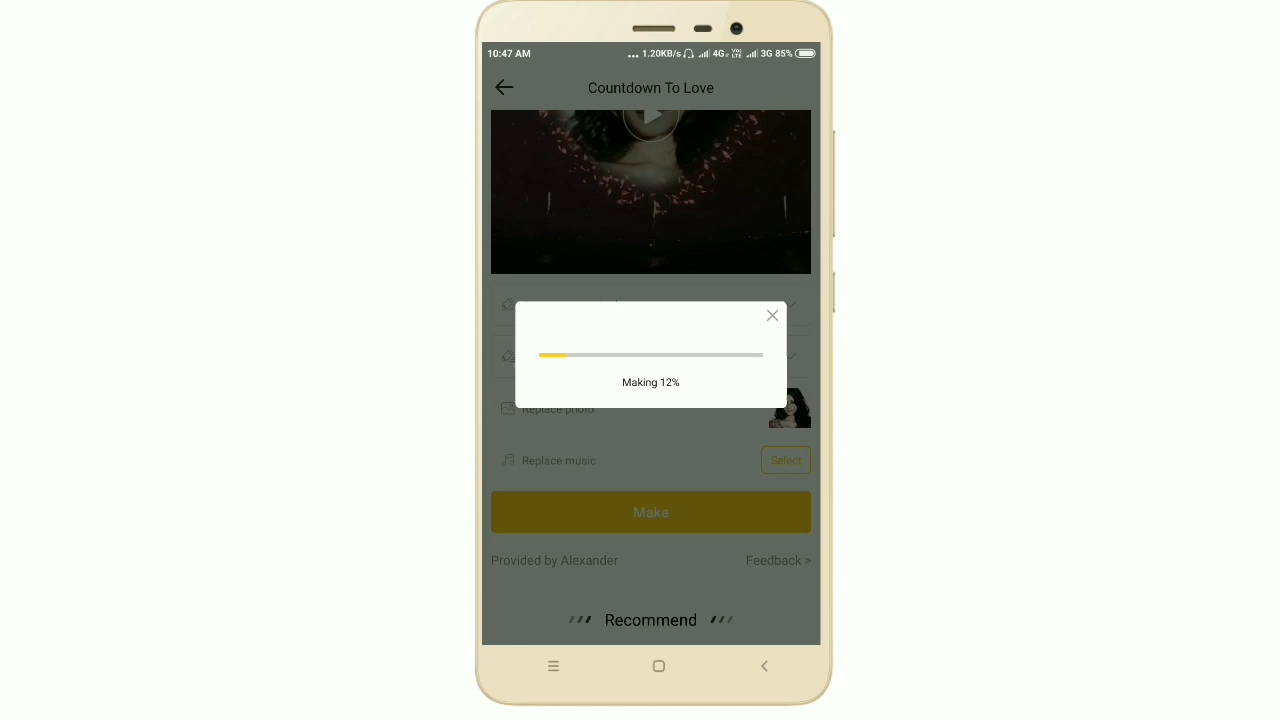 10:47 AM ... 1.20KB/s 4G VoLTE 3G 85%
Countdown To Love
Making 12%
Replace photo
Replace music Select
Make
Provided by Alexander Feedback >
Recommend